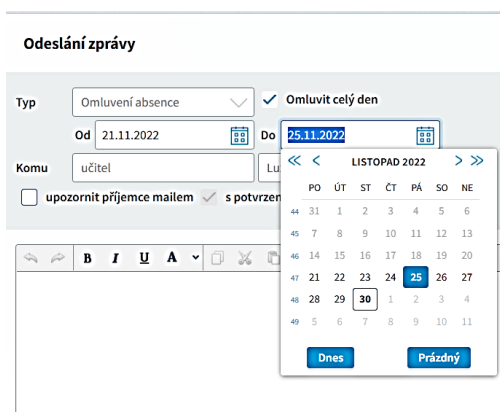 Odeslání zprávy
Typ Omluvení absence Omluvit celý den
Od 21.11.2022 Do 25.11.2022
Komu učitel Lu
upozornit příjemce mailem s potvrzen
B I U A
LISTOPAD 2022
PO ÚT ST ČT PÁ SO NE
44 31 1 2 3 4 5 6
45 7 8 9 10 11 12 13
46 14 15 16 17 18 19 20
47 21 22 23 24 25 26 27
48 28 29 30 1 2 3 4
49 5 6 7 8 9 10 11
Dnes Prázdný